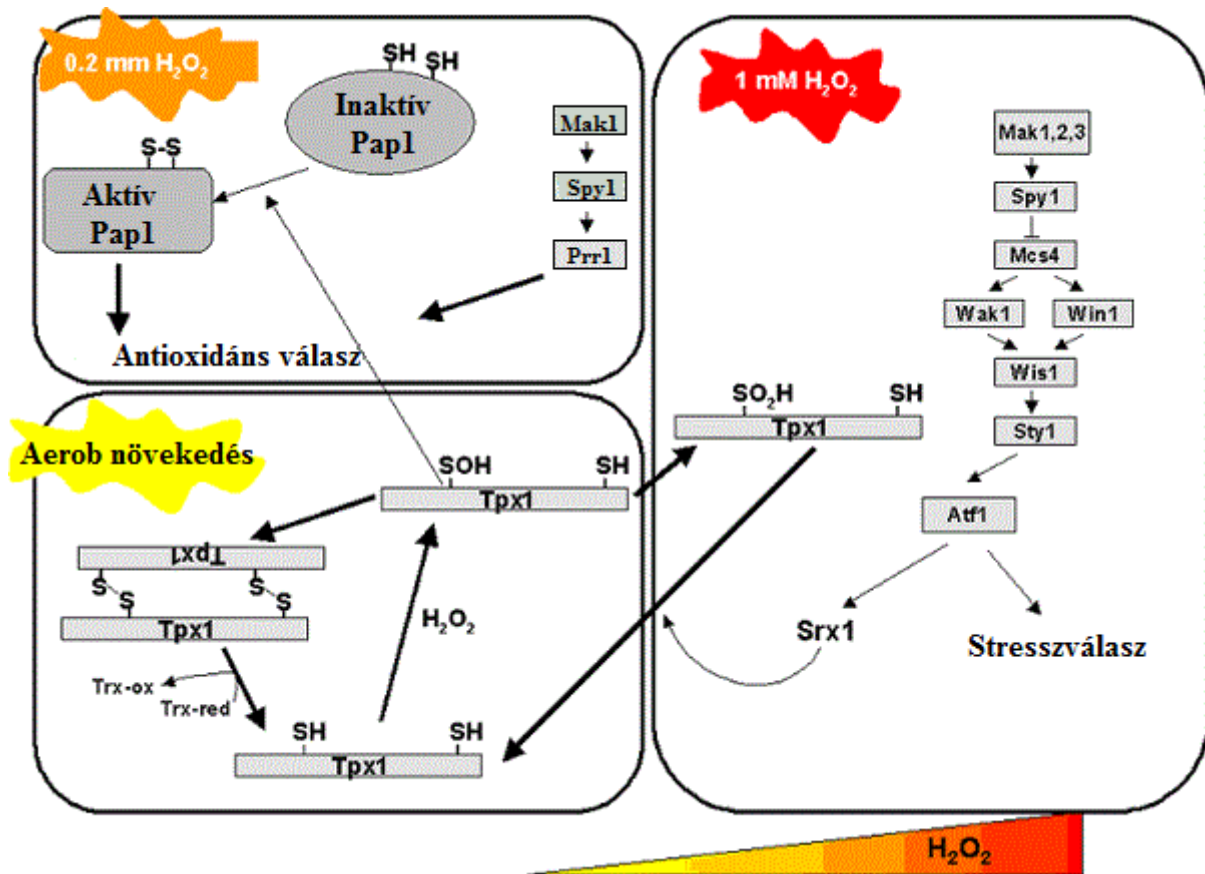 0.2 mm H₂O₂
SH
SH
Inaktív
Pap1
S-S
Aktív
Pap1
Mak1
Spy1
Prr1
Antioxidáns válasz
1 mM H₂O₂
Mak1,2,3
Spy1
Mcs4
Wak1
Win1
Wis1
Sty1
Atf1
Srx1
Stresszválasz
SO₂H
SH
Tpx1
Aerob növekedés
SOH
SH
Tpx1
Tpx1
S
S
S
S
Tpx1
H₂O₂
Trx-ox
Trx-red
SH
SH
Tpx1
H₂O₂